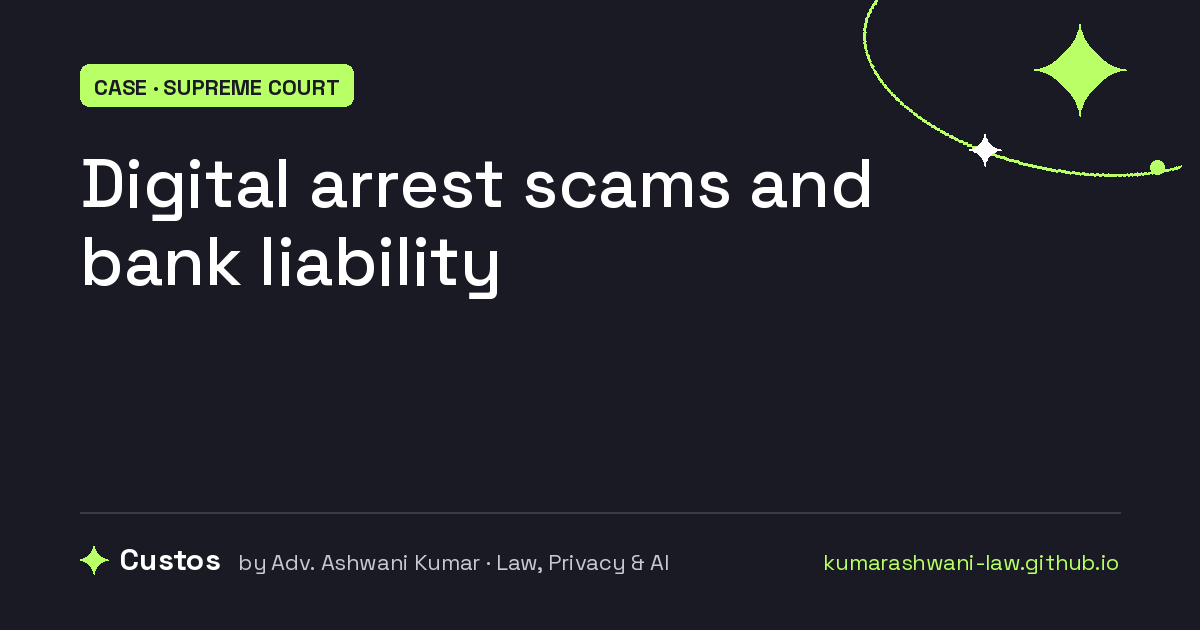 CASE · SUPREME COURT
Digital arrest scams and
bank liability
Custos by Adv. Ashwani Kumar · Law, Privacy & AI
kumarashwani-law.github.io